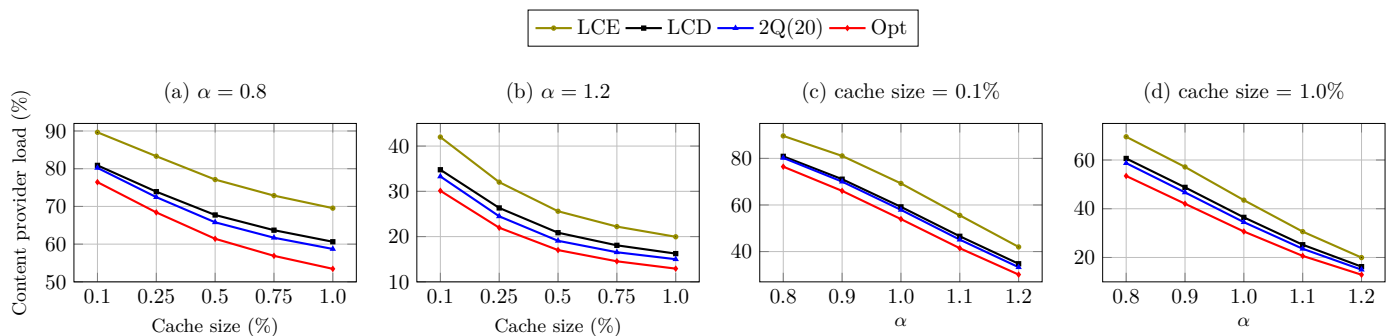 LCE LCD 2Q(20) Opt
(a) α = 0.8
Content provider load (%)
90
80
70
60
50
0.1 0.25 0.5 0.75 1.0
Cache size (%)
(b) α = 1.2
40
30
20
10
0.1 0.25 0.5 0.75 1.0
Cache size (%)
(c) cache size = 0.1%
80
60
40
0.8 0.9 1.0 1.1 1.2
α
(d) cache size = 1.0%
60
40
20
0.8 0.9 1.0 1.1 1.2
α